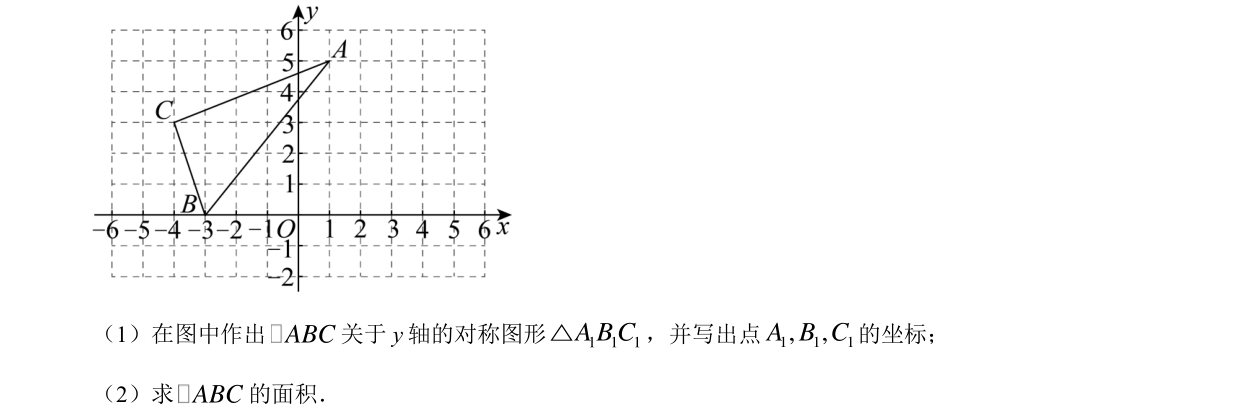 y
6
A
5
4
C
3
2
1
B
−6 −5 −4 −3 −2 −1 O 1 2 3 4 5 6 x
−1
−2
（1）在图中作出□ABC 关于 y 轴的对称图形△A₁B₁C₁，并写出点 A₁, B₁, C₁ 的坐标；
（2）求□ABC 的面积．